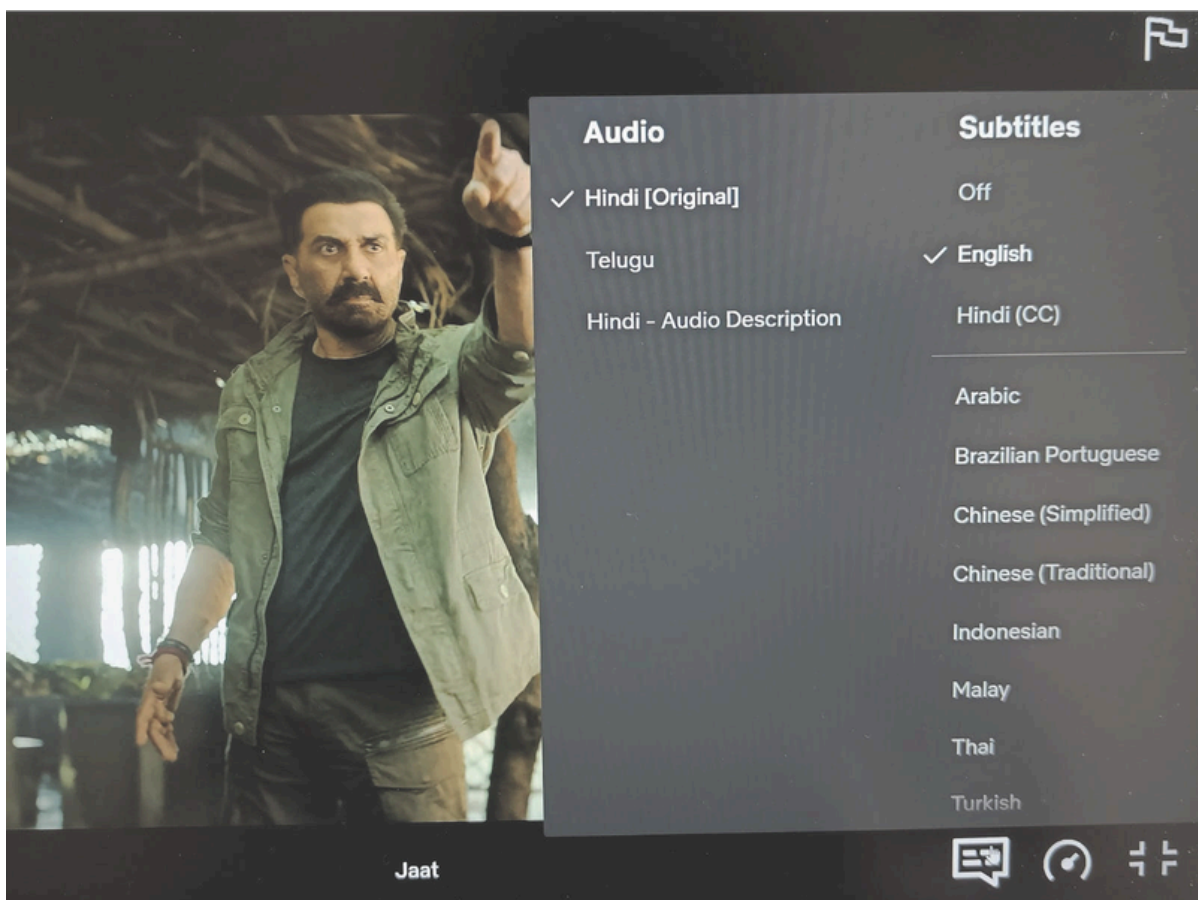 Audio
Hindi [Original]
Telugu
Hindi - Audio Description
Subtitles
Off
English
Hindi (CC)
Arabic
Brazilian Portuguese
Chinese (Simplified)
Chinese (Traditional)
Indonesian
Malay
Thai
Turkish
Jaat